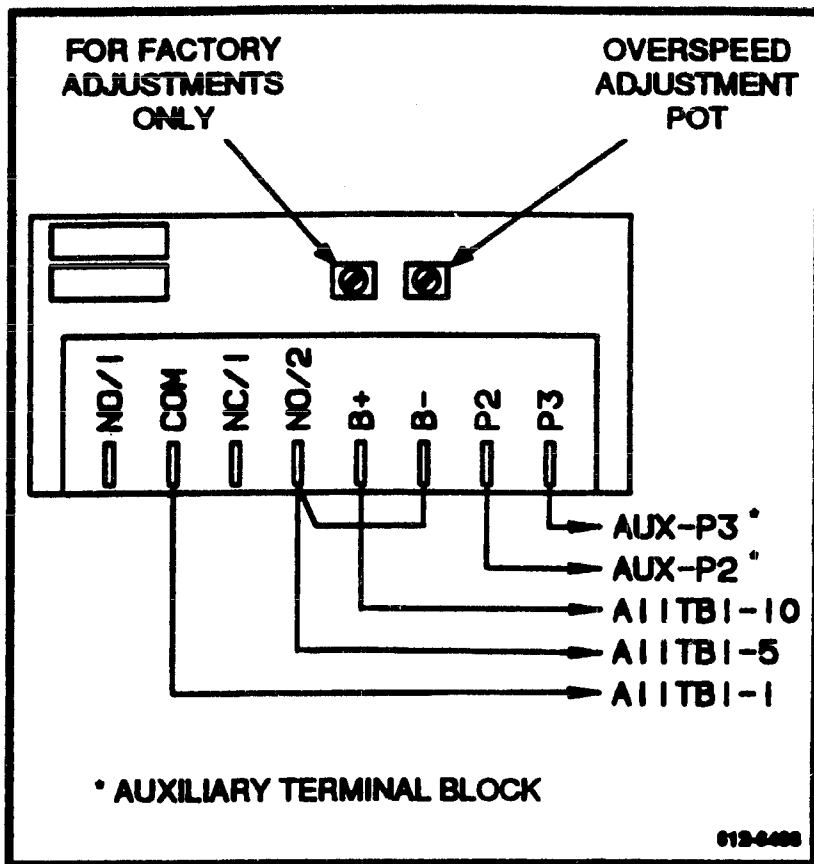 FOR FACTORY
ADJUSTMENTS
ONLY
OVERSPEED
ADJUSTMENT
POT
NO/1
COM
NC/1
NO/2
B+
B-
P2
P3
AUX-P3 *
AUX-P2 *
A11TB1-10
A11TB1-5
A11TB1-1
* AUXILIARY TERMINAL BLOCK